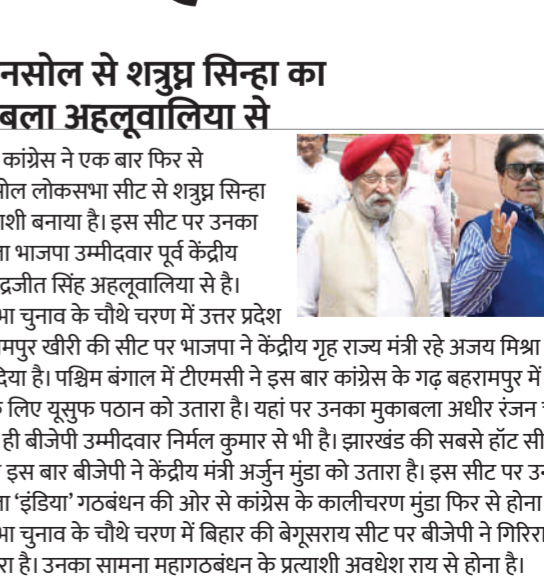 नसोल से शत्रुघ्न सिन्हा का
बला अहलूवालिया से
कांग्रेस ने एक बार फिर से
सोल लोकसभा सीट से शत्रुघ्न सिन्हा
ाशी बनाया है। इस सीट पर उनका
ा भाजपा उम्मीदवार पूर्व केंद्रीय
द्रजीत सिंह अहलूवालिया से है।
भा चुनाव के चौथे चरण में उत्तर प्रदेश
मपुर खीरी की सीट पर भाजपा ने केंद्रीय गृह राज्य मंत्री रहे अजय मिश्रा
दिया है। पश्चिम बंगाल में टीएमसी ने इस बार कांग्रेस के गढ़ बहरामपुर में
के लिए यूसुफ पठान को उतारा है। यहां पर उनका मुकाबला अधीर रंजन
ही बीजेपी उम्मीदवार निर्मल कुमार से भी है। झारखंड की सबसे हॉट सी
इस बार बीजेपी ने केंद्रीय मंत्री अर्जुन मुंडा को उतारा है। इस सीट पर उन
ा ‘इंडिया’ गठबंधन की ओर से कांग्रेस के कालीचरण मुंडा फिर से होना
भा चुनाव के चौथे चरण में बिहार की बेगूसराय सीट पर बीजेपी ने गिरिरा
रा है। उनका सामना महागठबंधन के प्रत्याशी अवधेश राय से होना है।